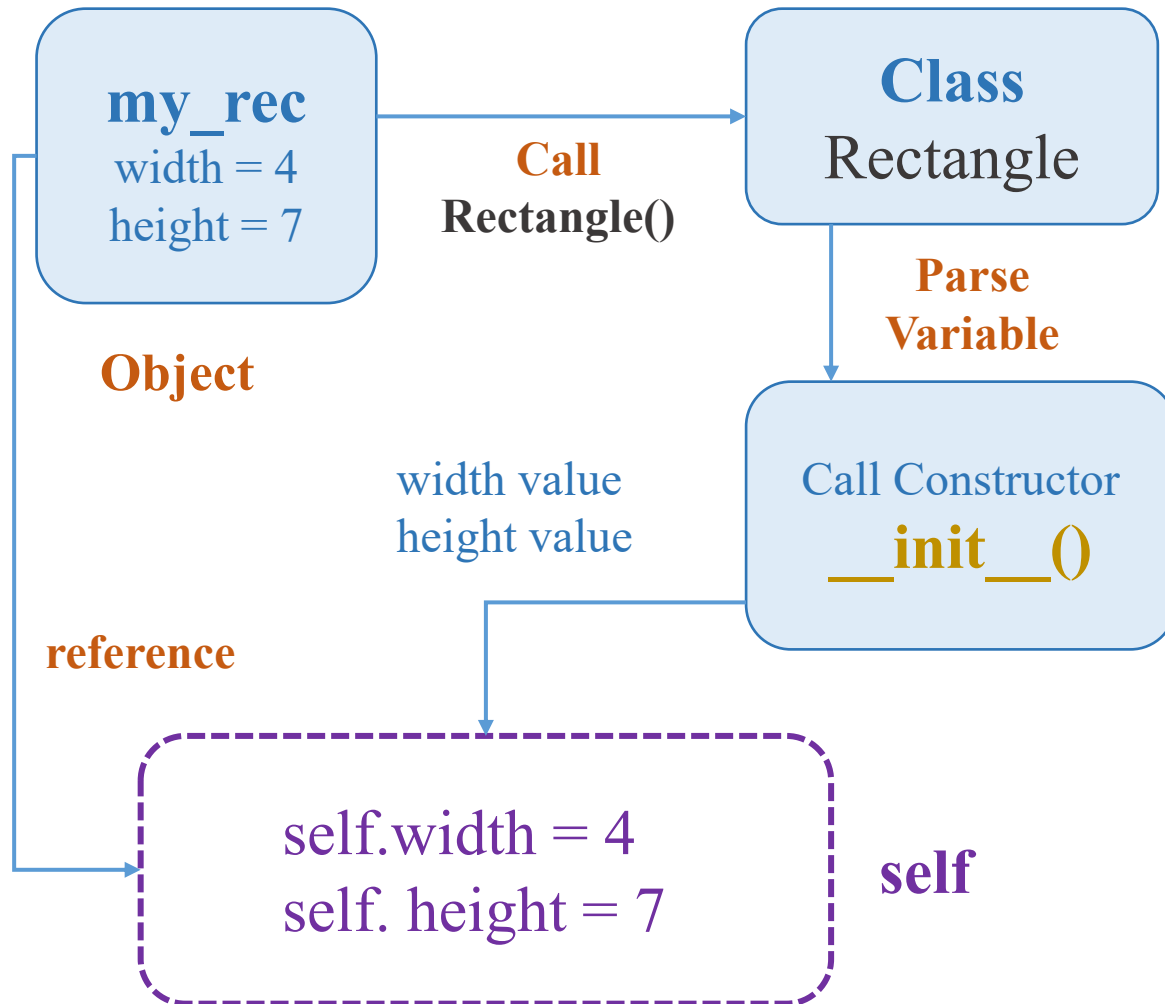 my_rec
width = 4
height = 7
Object
Call
Rectangle()
Class
Rectangle
Parse
Variable
Call Constructor
__init__()
width value
height value
reference
self.width = 4
self. height = 7
self